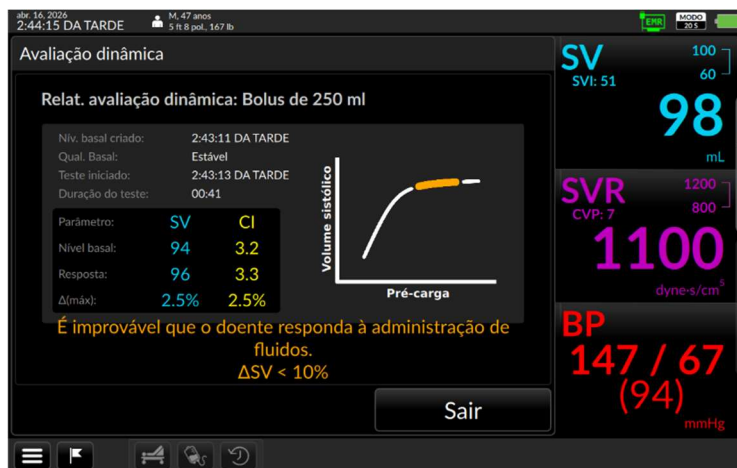 abr. 16, 2026
2:44:15 DA TARDE
M, 47 anos
5 ft 8 pol., 167 lb
EMR
MODO
20 S
Avaliação dinâmica
Relat. avaliação dinâmica: Bolus de 250 ml
Nív. basal criado: 2:43:11 DA TARDE
Qual. Basal: Estável
Teste iniciado: 2:43:13 DA TARDE
Duração do teste: 00:41
Parâmetro: SV CI
Nível basal: 94 3.2
Resposta: 96 3.3
Δ(máx): 2.5% 2.5%
Volume sistólico
Pré-carga
É improvável que o doente responda à administração de
fluidos.
ΔSV < 10%
Sair
SV
SVI: 51
100
60
98
mL
SVR
CVP: 7
1200
800
1100
dyne-s/cm⁵
BP
147 / 67
(94)
mmHg